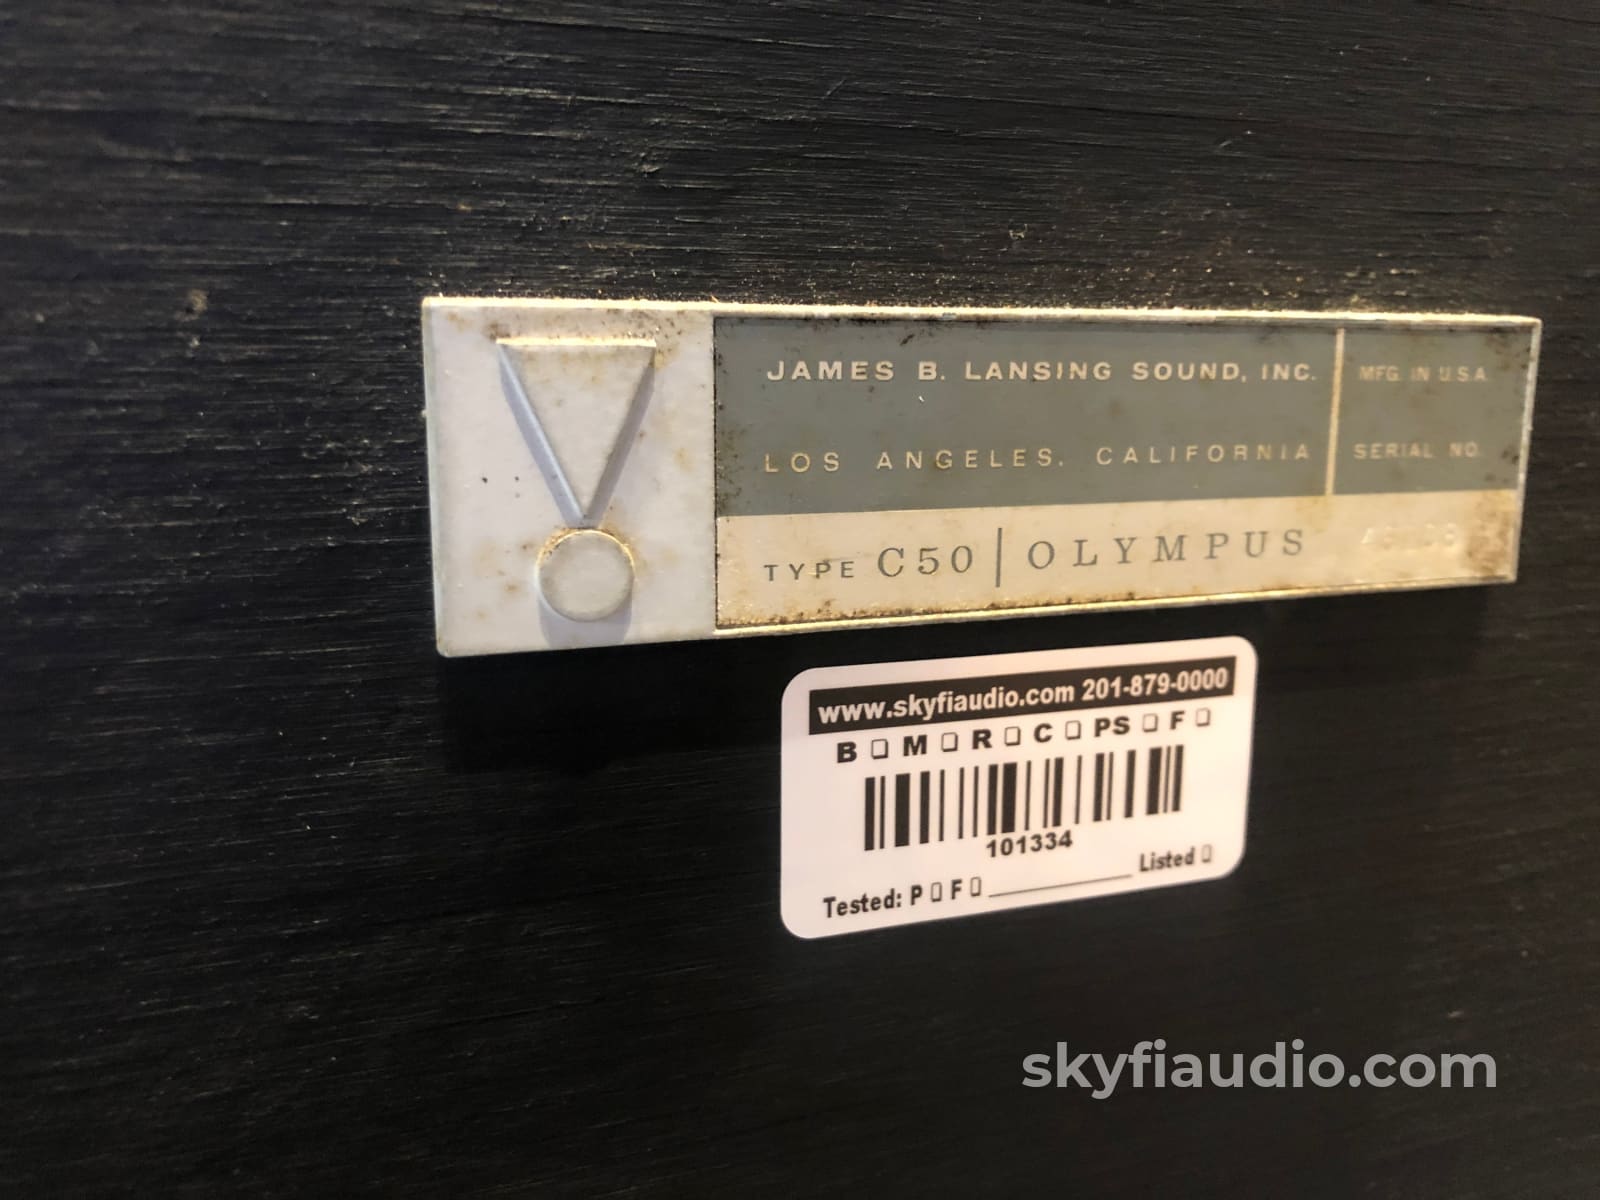 JAMES B. LANSING SOUND, INC.
MFG. IN U.S.A.
LOS ANGELES, CALIFORNIA
SERIAL NO.
TYPE C50 | OLYMPUS
www.skyfiaudio.com 201-879-0000
B ☐ M ☐ R ☐ C ☐ PS ☐ F ☐
101334
Listed ☐
Tested: P ☐ F ☐
skyfiaudio.com